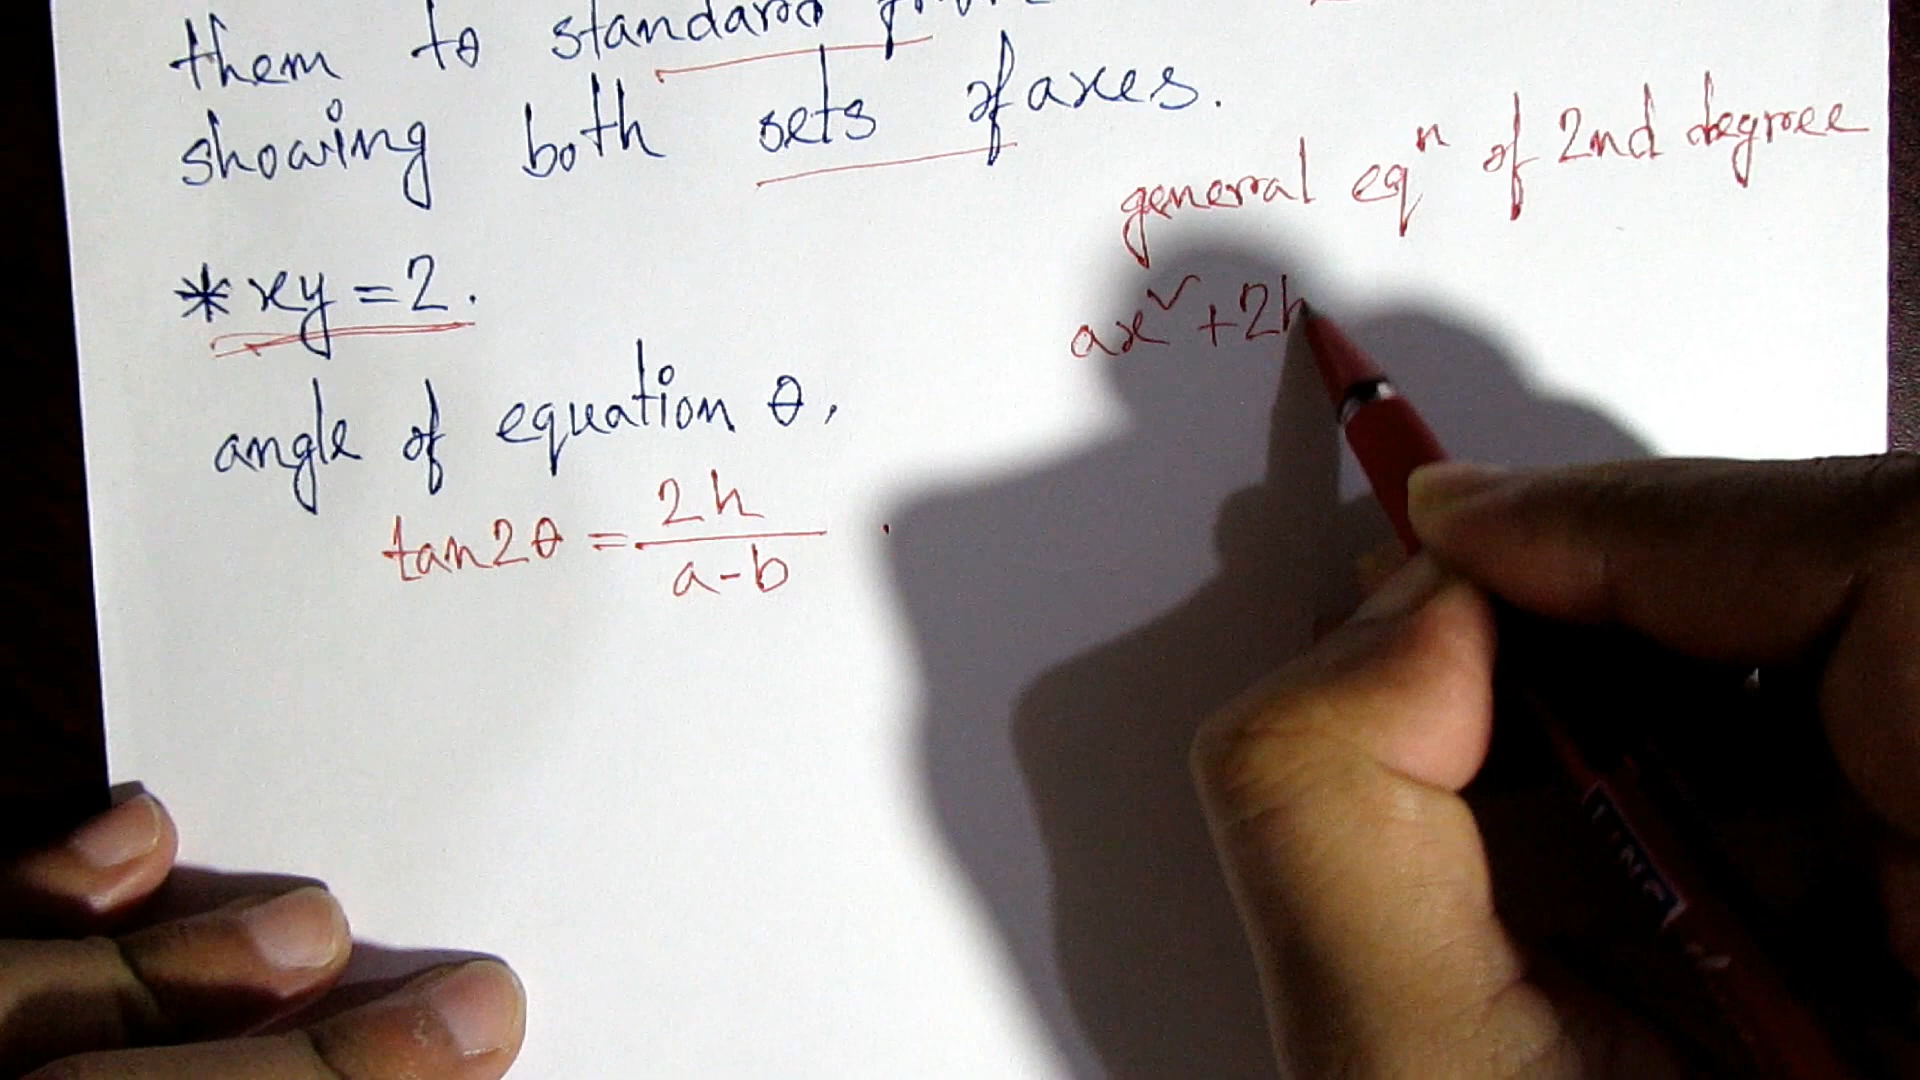 them to standard
showing both sets of axes.
general eqⁿ of 2nd degree
* xy = 2.
ax² + 2h
angle of equation θ,
tan2θ = 2h / a-b .